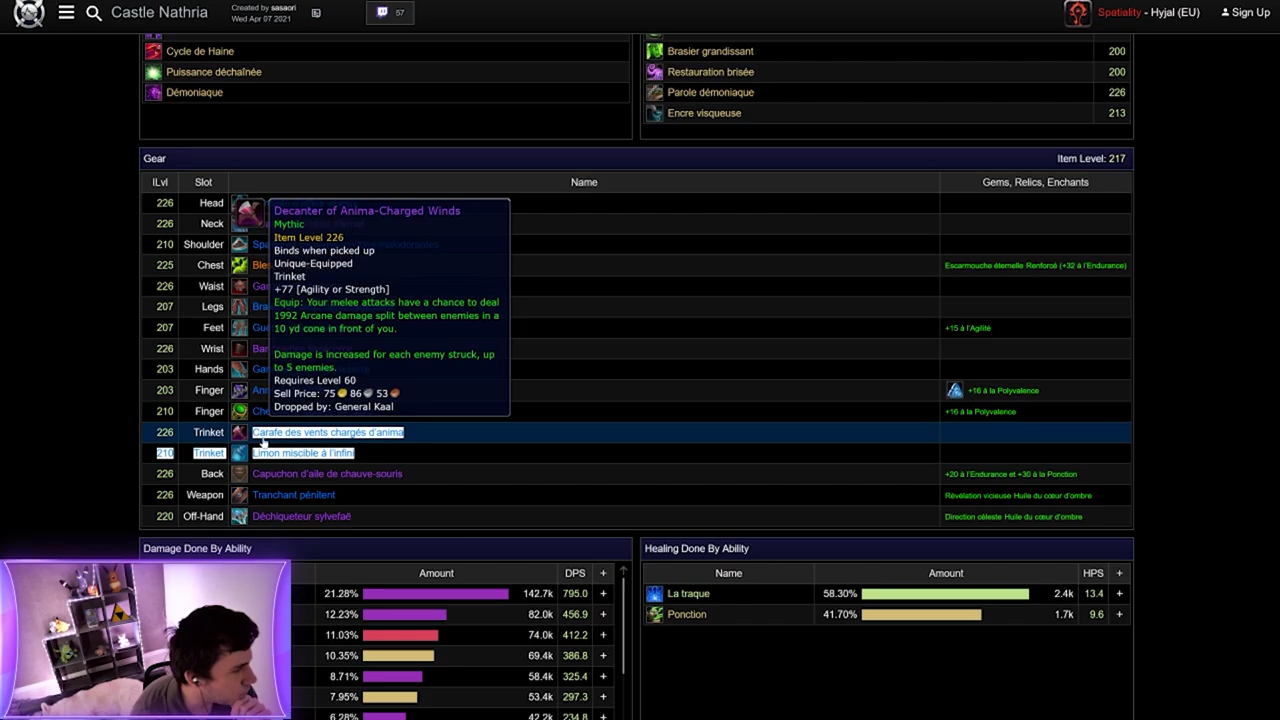 Castle Nathria
Created by sasaori
Wed Apr 07 2021
57
Spatiality - Hyjal (EU)
Sign Up
Cycle de Haine
Puissance déchaînée
Démoniaque
Brasier grandissant 200
Restauration brisée 200
Parole démoniaque 226
Encre visqueuse 213
Gear Item Level: 217
ILvl Slot Name Gems, Relics, Enchants
226 Head
226 Neck
210 Shoulder
225 Chest Escarmouche éternelle Renforcé (+32 à l'Endurance)
226 Waist
207 Legs
207 Feet +15 à l'Agilité
226 Wrist
203 Hands
203 Finger +16 à la Polyvalence
210 Finger +16 à la Polyvalence
Decanter of Anima-Charged Winds
Mythic
Item Level 226
Binds when picked up
Unique-Equipped
Trinket
+77 [Agility or Strength]
Equip: Your melee attacks have a chance to deal
1992 Arcane damage split between enemies in a
10 yd cone in front of you.
Damage is increased for each enemy struck, up
to 5 enemies.
Requires Level 60
Sell Price: 75 86 53
Dropped by: General Kaal
226 Trinket Carafe des vents chargés d'anima
210 Trinket Limon miscible à l'infini
226 Back Capuchon d'aile de chauve-souris +20 à l'Endurance et +30 à la Ponction
226 Weapon Tranchant pénitent Révélation vicieuse Huile du cœur d'ombre
220 Off-Hand Déchiqueteur sylvefaë Direction céleste Huile du cœur d'ombre
Damage Done By Ability
Amount DPS +
21.28% 142.7k 795.0 +
12.23% 82.0k 456.9 +
11.03% 74.0k 412.2 +
10.35% 69.4k 386.8 +
8.71% 58.4k 325.4 +
7.95% 53.4k 297.3 +
6.28% 42.2k 234.8 +
Healing Done By Ability
Name Amount HPS +
La traque 58.30% 2.4k 13.4 +
Ponction 41.70% 1.7k 9.6 +